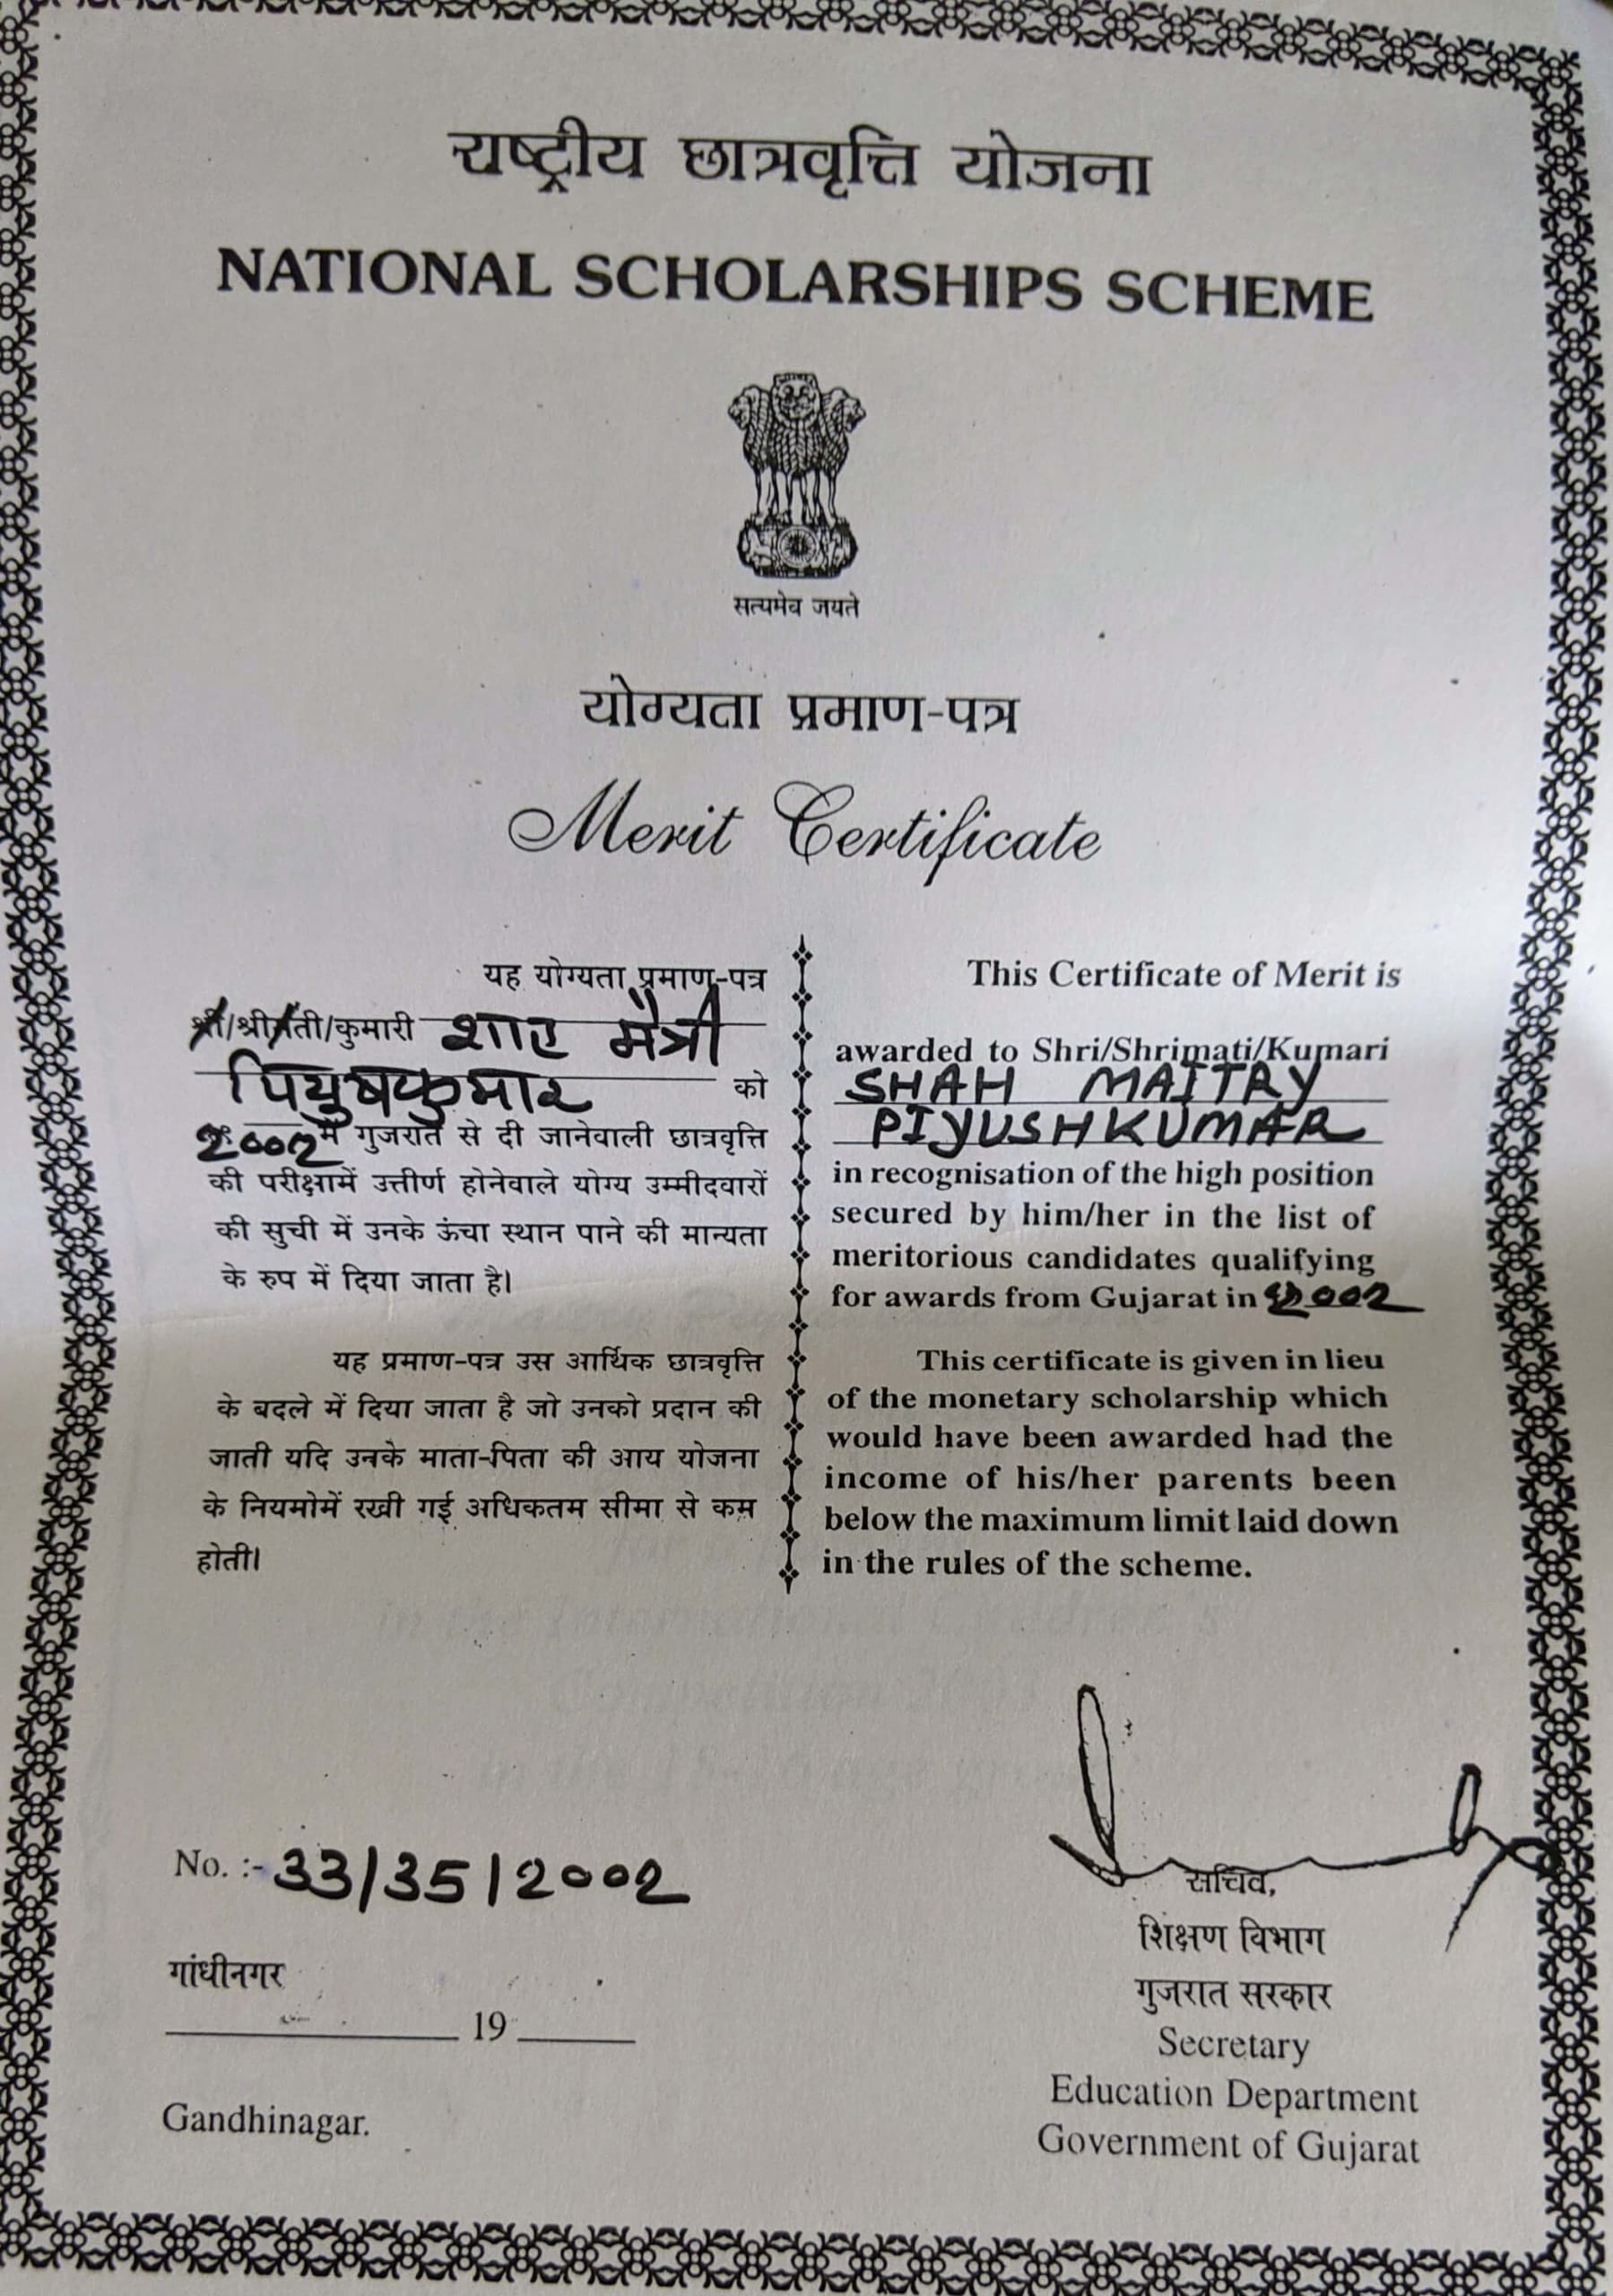 राष्ट्रीय छात्रवृत्ति योजना
NATIONAL SCHOLARSHIPS SCHEME
सत्यमेव जयते
योग्यता प्रमाण-पत्र
Merit Certificate
यह योग्यता प्रमाण-पत्र
श्री/श्रीमती/कुमारी शाह मैत्री
पियुषकुमार को
2002 में गुजरात से दी जानेवाली छात्रवृत्ति
की परीक्षामें उत्तीर्ण होनेवाले योग्य उम्मीदवारों
की सुची में उनके ऊंचा स्थान पाने की मान्यता
के रुप में दिया जाता है।
यह प्रमाण-पत्र उस आर्थिक छात्रवृत्ति
के बदले में दिया जाता है जो उनको प्रदान की
जाती यदि उनके माता-पिता की आय योजना
के नियमोमें रखी गई अधिकतम सीमा से कम
होती।
This Certificate of Merit is
awarded to Shri/Shrimati/Kumari
SHAH MAITRY
PIYUSHKUMAR
in recognisation of the high position
secured by him/her in the list of
meritorious candidates qualifying
for awards from Gujarat in 2002
This certificate is given in lieu
of the monetary scholarship which
would have been awarded had the
income of his/her parents been
below the maximum limit laid down
in the rules of the scheme.
No. :- 33/35/2002
गांधीनगर
19
Gandhinagar.
सचिव,
शिक्षण विभाग
गुजरात सरकार
Secretary
Education Department
Government of Gujarat